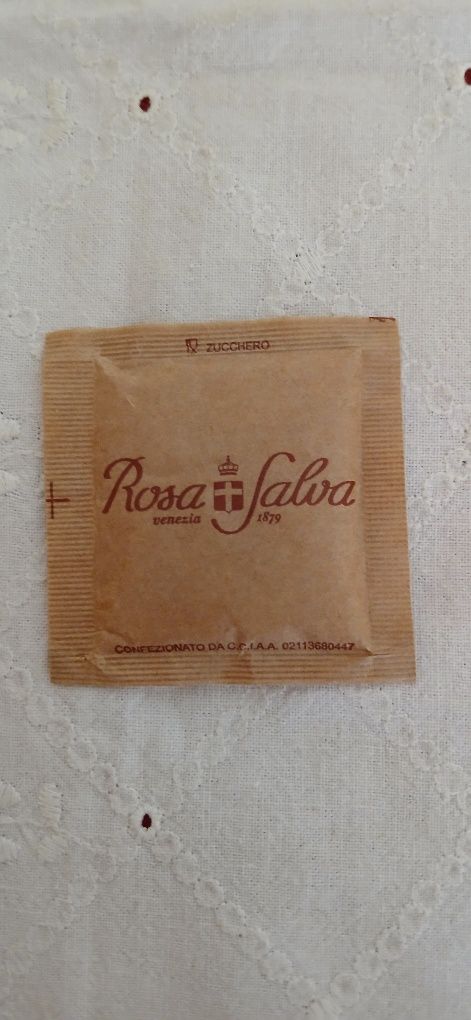 ZUCCHERO
Rosa Salva
venezia 1879
CONFEZIONATO DA C.C.I.A.A. 02113680447